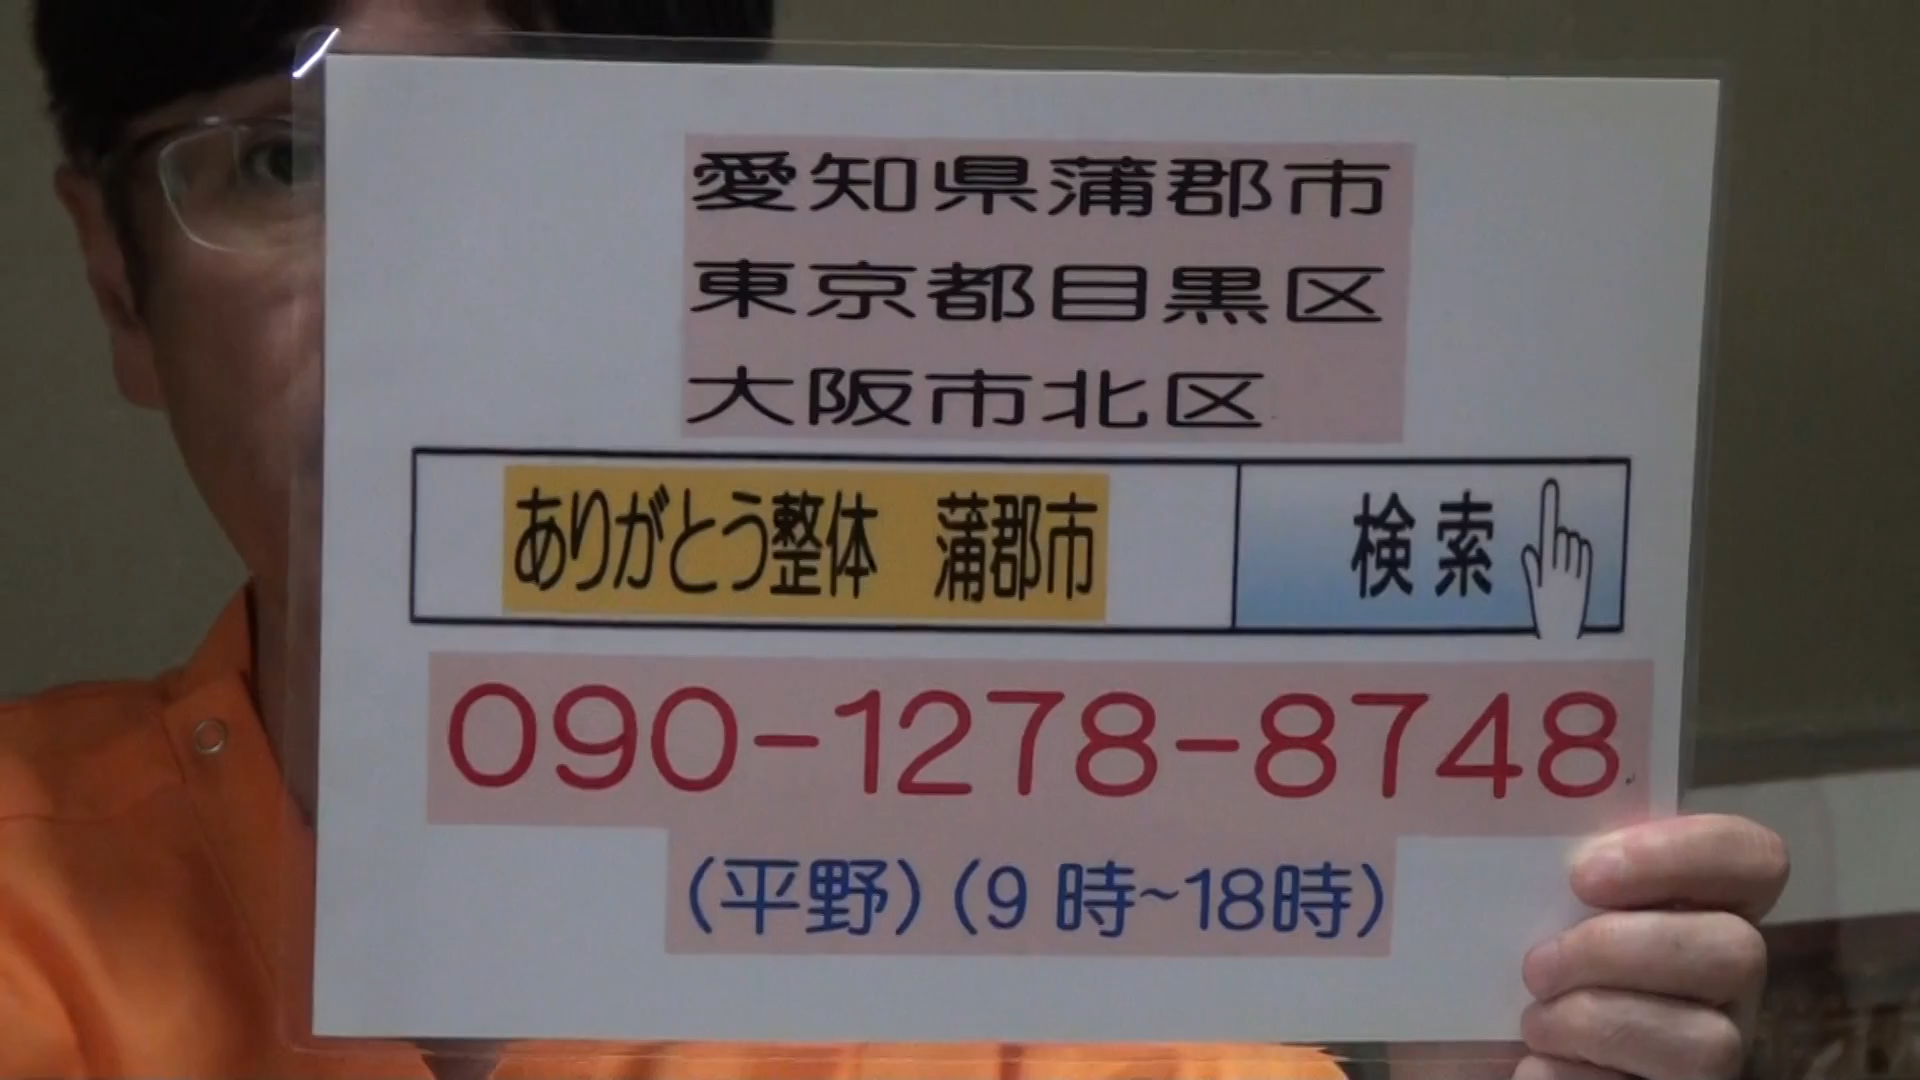 愛知県蒲郡市
東京都目黒区
大阪市北区
ありがとう整体　蒲郡市
検索
090-1278-8748
(平野)(9時~18時)